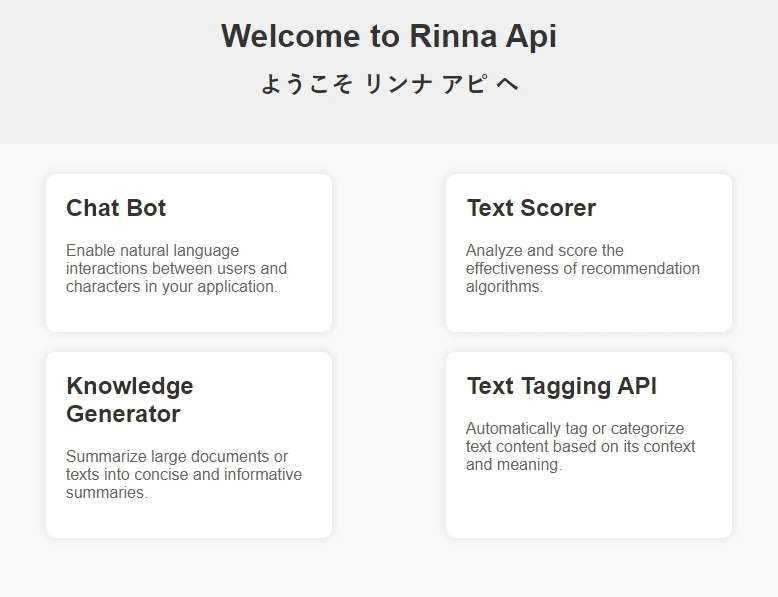 Welcome to Rinna Api
ようこそ リンナ アピ へ
Chat Bot
Enable natural language
interactions between users and
characters in your application.
Text Scorer
Analyze and score the
effectiveness of recommendation
algorithms.
Knowledge
Generator
Summarize large documents or
texts into concise and informative
summaries.
Text Tagging API
Automatically tag or categorize
text content based on its context
and meaning.